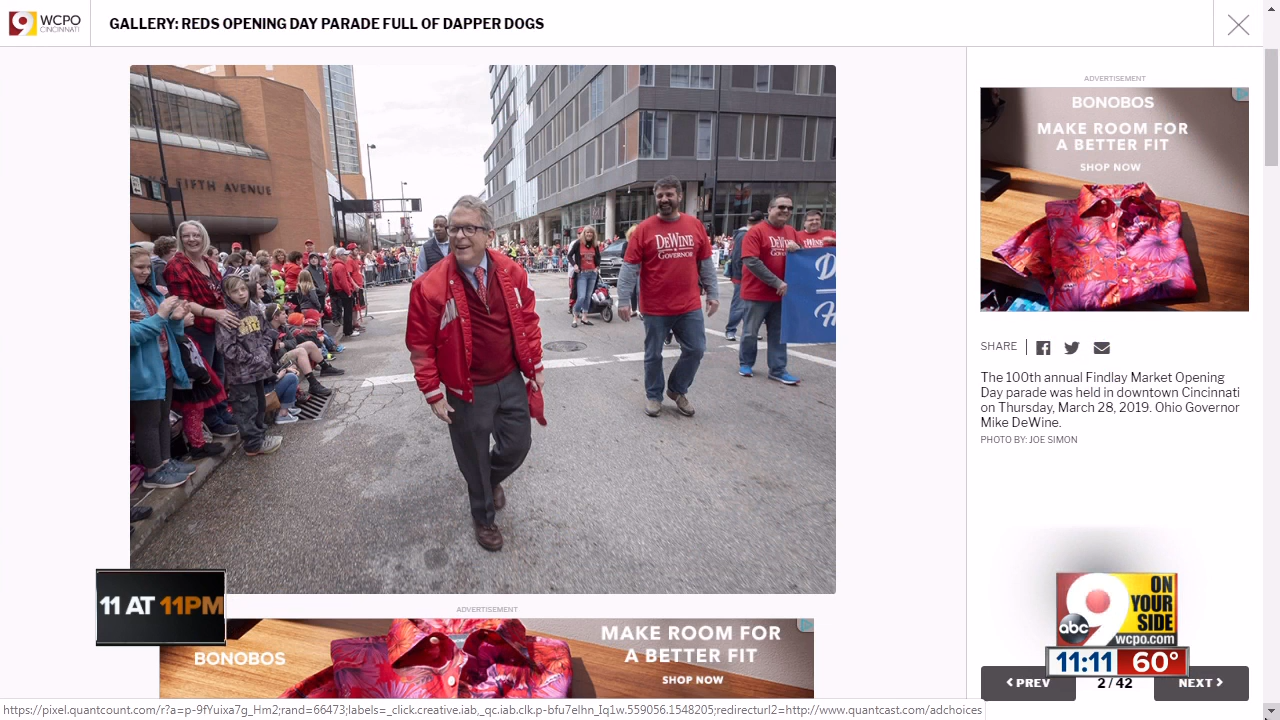 9 WCPO
CINCINNATI
GALLERY: REDS OPENING DAY PARADE FULL OF DAPPER DOGS
FIFTH AVENUE
DEWINE
GOVERNOR
DEWINE
GOVERNOR
ADVERTISEMENT
BONOBOS
MAKE ROOM FOR
A BETTER FIT
SHOP NOW
SHARE
The 100th annual Findlay Market Opening
Day parade was held in downtown Cincinnati
on Thursday, March 28, 2019. Ohio Governor
Mike DeWine.
PHOTO BY: JOE SIMON
11 AT 11PM
ADVERTISEMENT
BONOBOS
MAKE ROOM FOR
A BETTER FIT
SHOP NOW
abc 9
ON
YOUR
SIDE
wcpo.com
11:11 60°
PREV
2 / 42
NEXT
https://pixel.quantcount.com/r?a=p-9fYuixa7g_Hm2;rand=66473;labels=_click.creative.iab,_qc.iab.clk.p-bfu7elhn_Iq1w.559056.1548205;redirecturl2=http://www.quantcast.com/adchoices